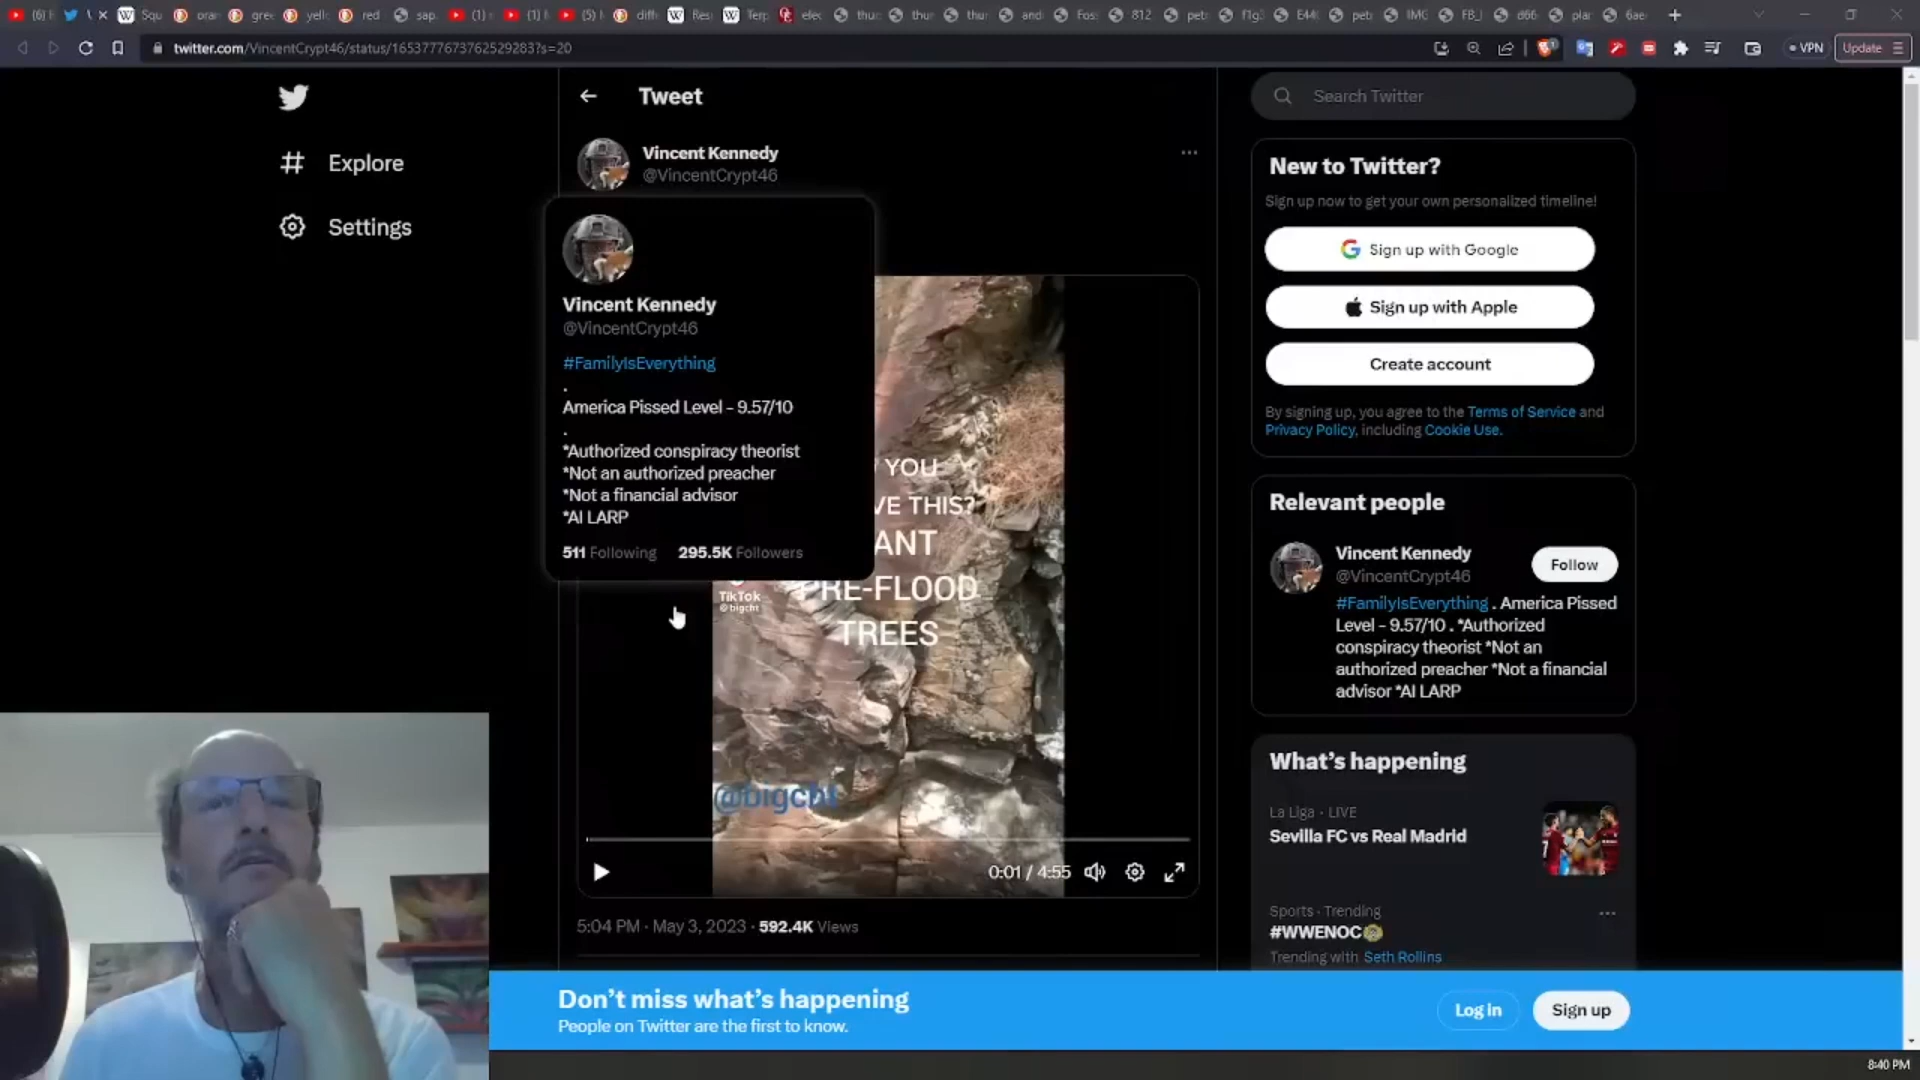 twitter.com/VincentCrypt46/status/1653777673762529283?s=20
VPN
Update
Explore
Settings
Tweet
Vincent Kennedy
@VincentCrypt46
Vincent Kennedy
@VincentCrypt46
#FamilyIsEverything
.
America Pissed Level - 9.57/10
.
*Authorized conspiracy theorist
*Not an authorized preacher
*Not a financial advisor
*AI LARP
511 Following 295.5K Followers
YOU
VE THIS?
ANT
PRE-FLOOD
TREES
TikTok
@bigcht
@bigcht
0:01 / 4:55
5:04 PM · May 3, 2023 · 592.4K Views
Search Twitter
New to Twitter?
Sign up now to get your own personalized timeline!
Sign up with Google
Sign up with Apple
Create account
By signing up, you agree to the Terms of Service and
Privacy Policy, including Cookie Use.
Relevant people
Vincent Kennedy
@VincentCrypt46
Follow
#FamilyIsEverything . America Pissed
Level - 9.57/10 . *Authorized
conspiracy theorist *Not an
authorized preacher *Not a financial
advisor *AI LARP
What's happening
La Liga · LIVE
Sevilla FC vs Real Madrid
Sports · Trending
#WWENOC
Trending with Seth Rollins
Don't miss what's happening
People on Twitter are the first to know.
Log in
Sign up
8:40 PM